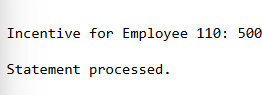 Incentive for Employee 110: 500
Statement processed.